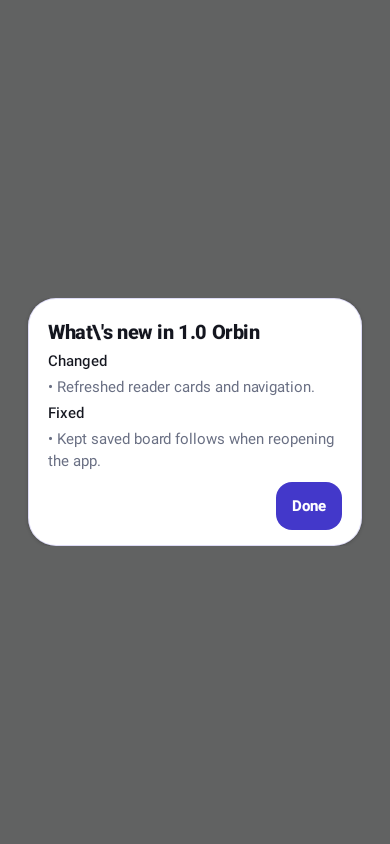 What\'s new in 1.0 Orbin
Changed
• Refreshed reader cards and navigation.
Fixed
• Kept saved board follows when reopening
the app.
Done